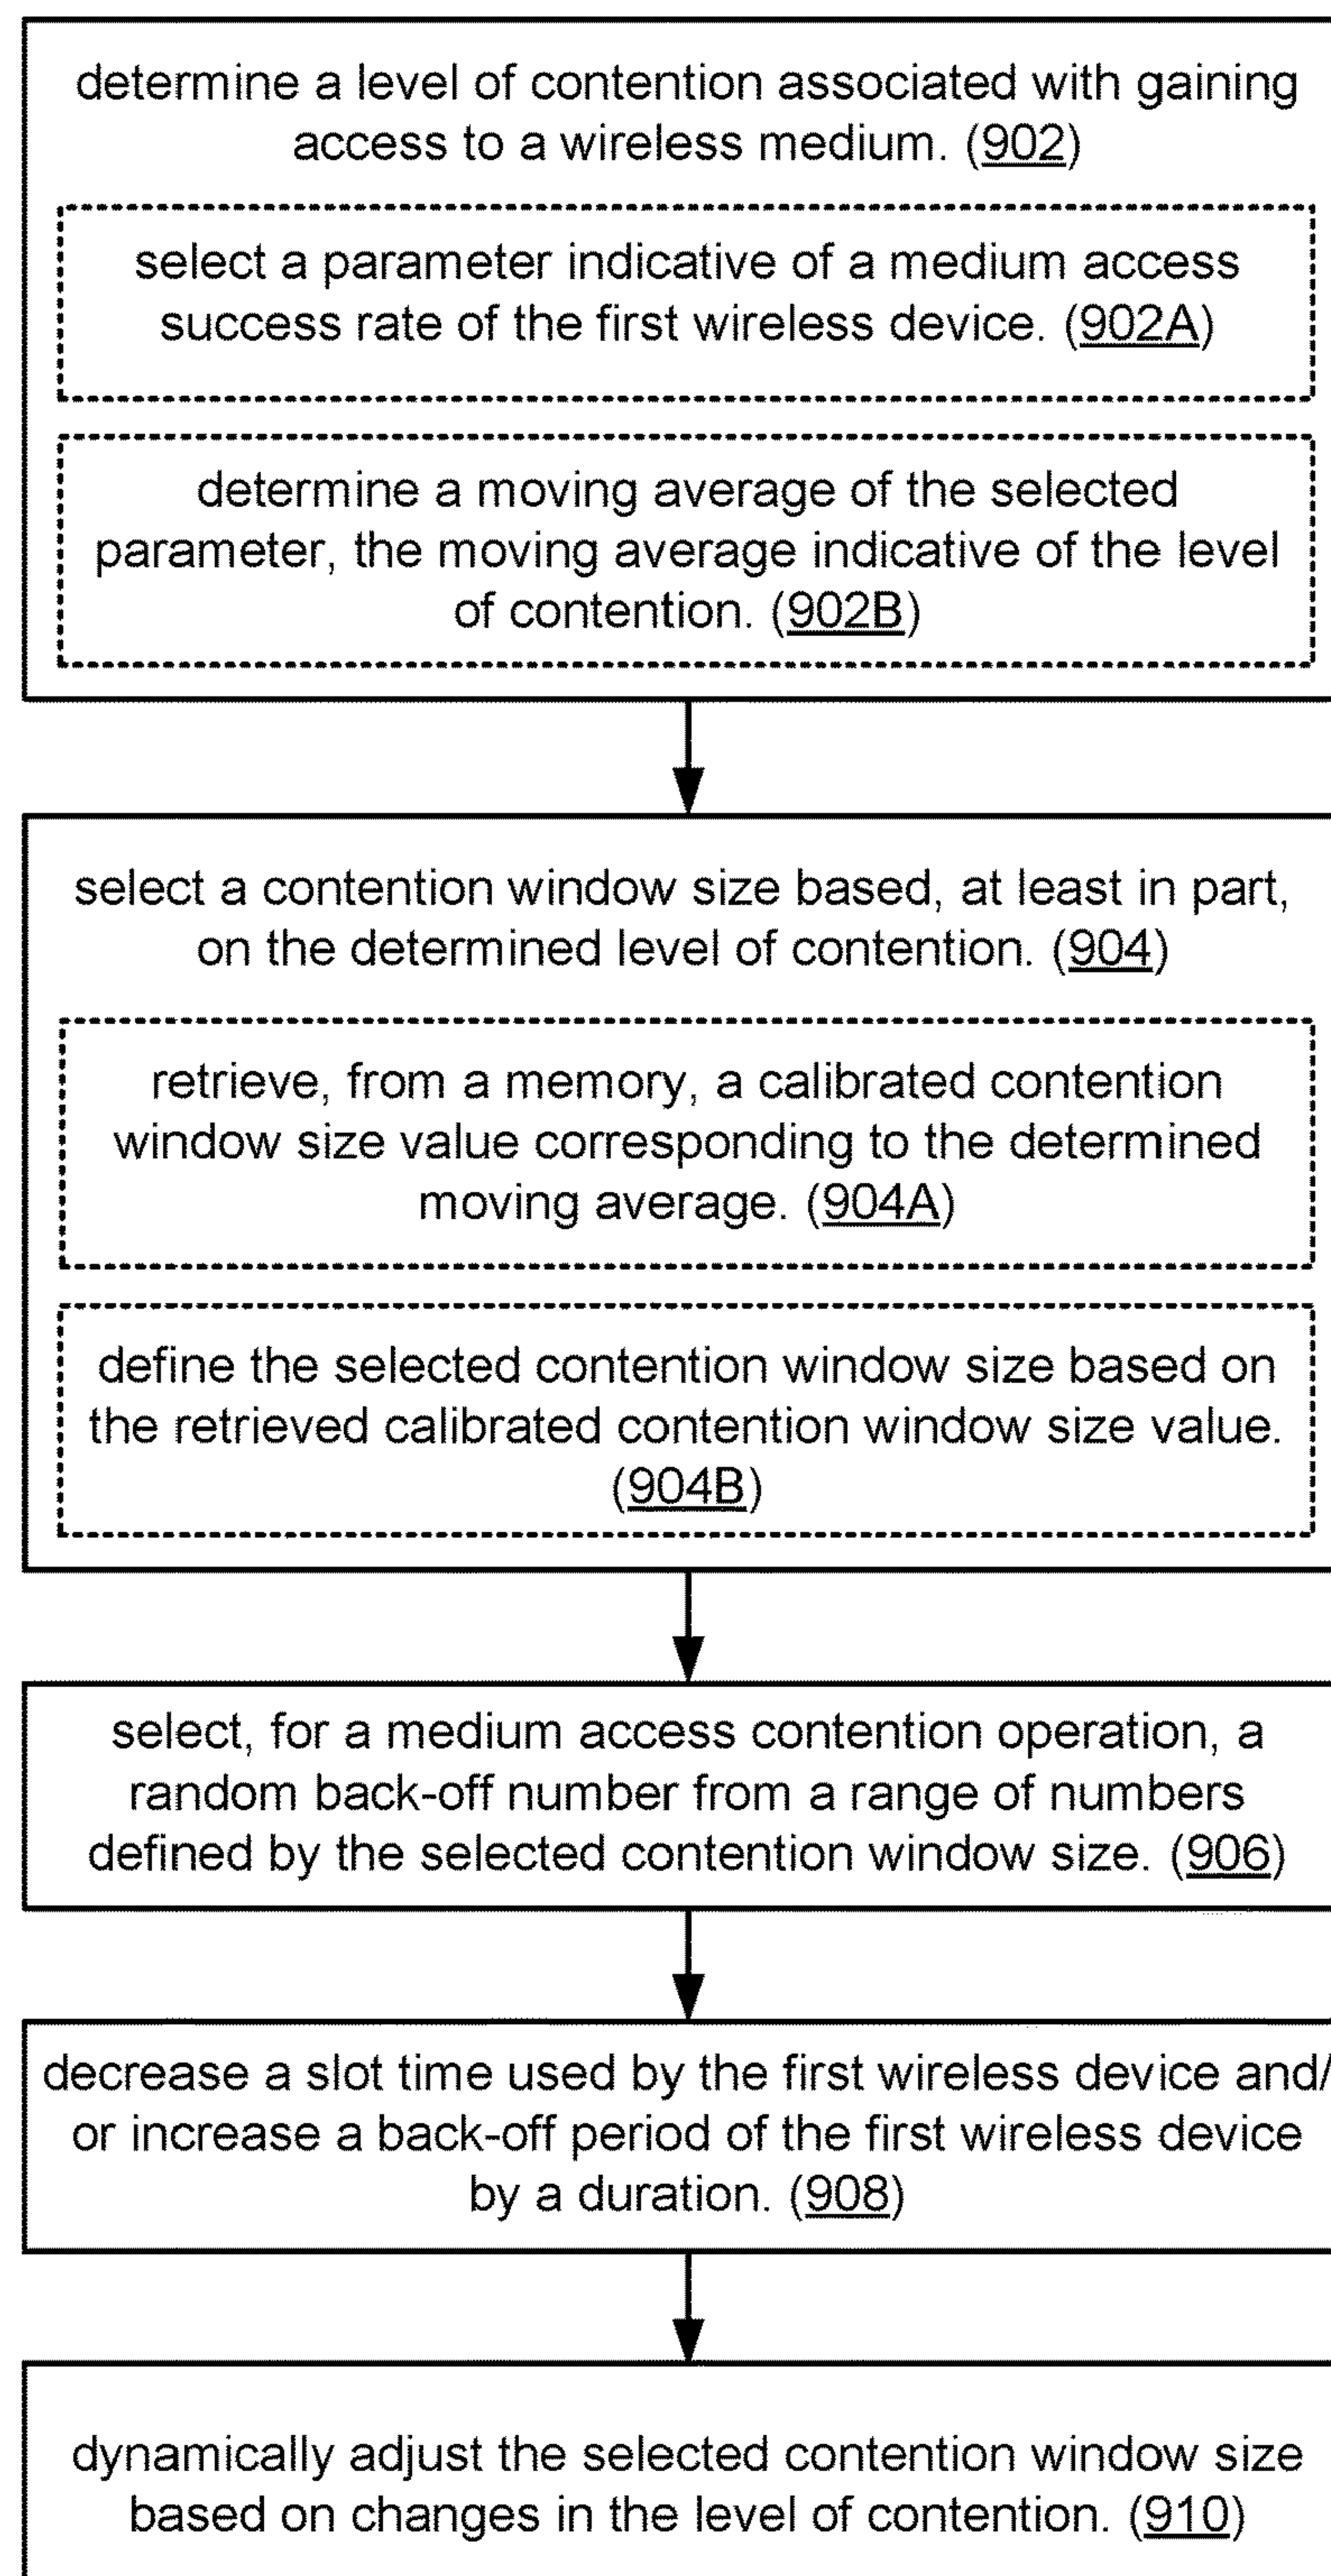 determine a level of contention associated with gaining
access to a wireless medium. (902)
select a parameter indicative of a medium access
success rate of the first wireless device. (902A)
determine a moving average of the selected
parameter, the moving average indicative of the level
of contention. (902B)
select a contention window size based, at least in part,
on the determined level of contention. (904)
retrieve, from a memory, a calibrated contention
window size value corresponding to the determined
moving average. (904A)
define the selected contention window size based on
the retrieved calibrated contention window size value.
(904B)
select, for a medium access contention operation, a
random back-off number from a range of numbers
defined by the selected contention window size. (906)
decrease a slot time used by the first wireless device and/
or increase a back-off period of the first wireless device
by a duration. (908)
dynamically adjust the selected contention window size
based on changes in the level of contention. (910)